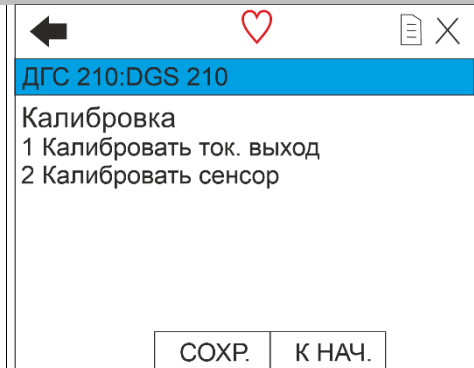 ДГС 210:DGS 210
Калибровка
1 Калибровать ток. выход
2 Калибровать сенсор
СОХР. К НАЧ.